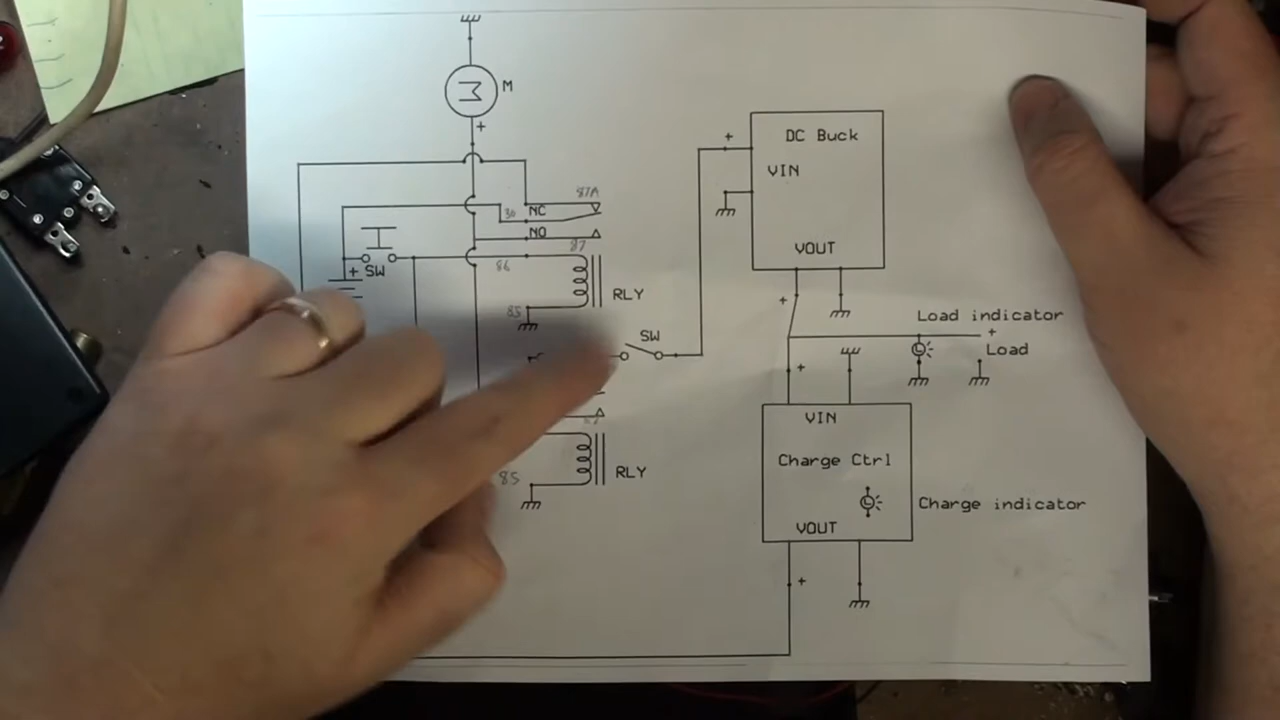 M
+
87A
30
NC
NO
87
86
SW
+
85
RLY
SW
85
RLY
+
DC Buck
VIN
VOUT
+
Load indicator
+
Load
+
VIN
Charge Ctrl
Charge indicator
VOUT
+